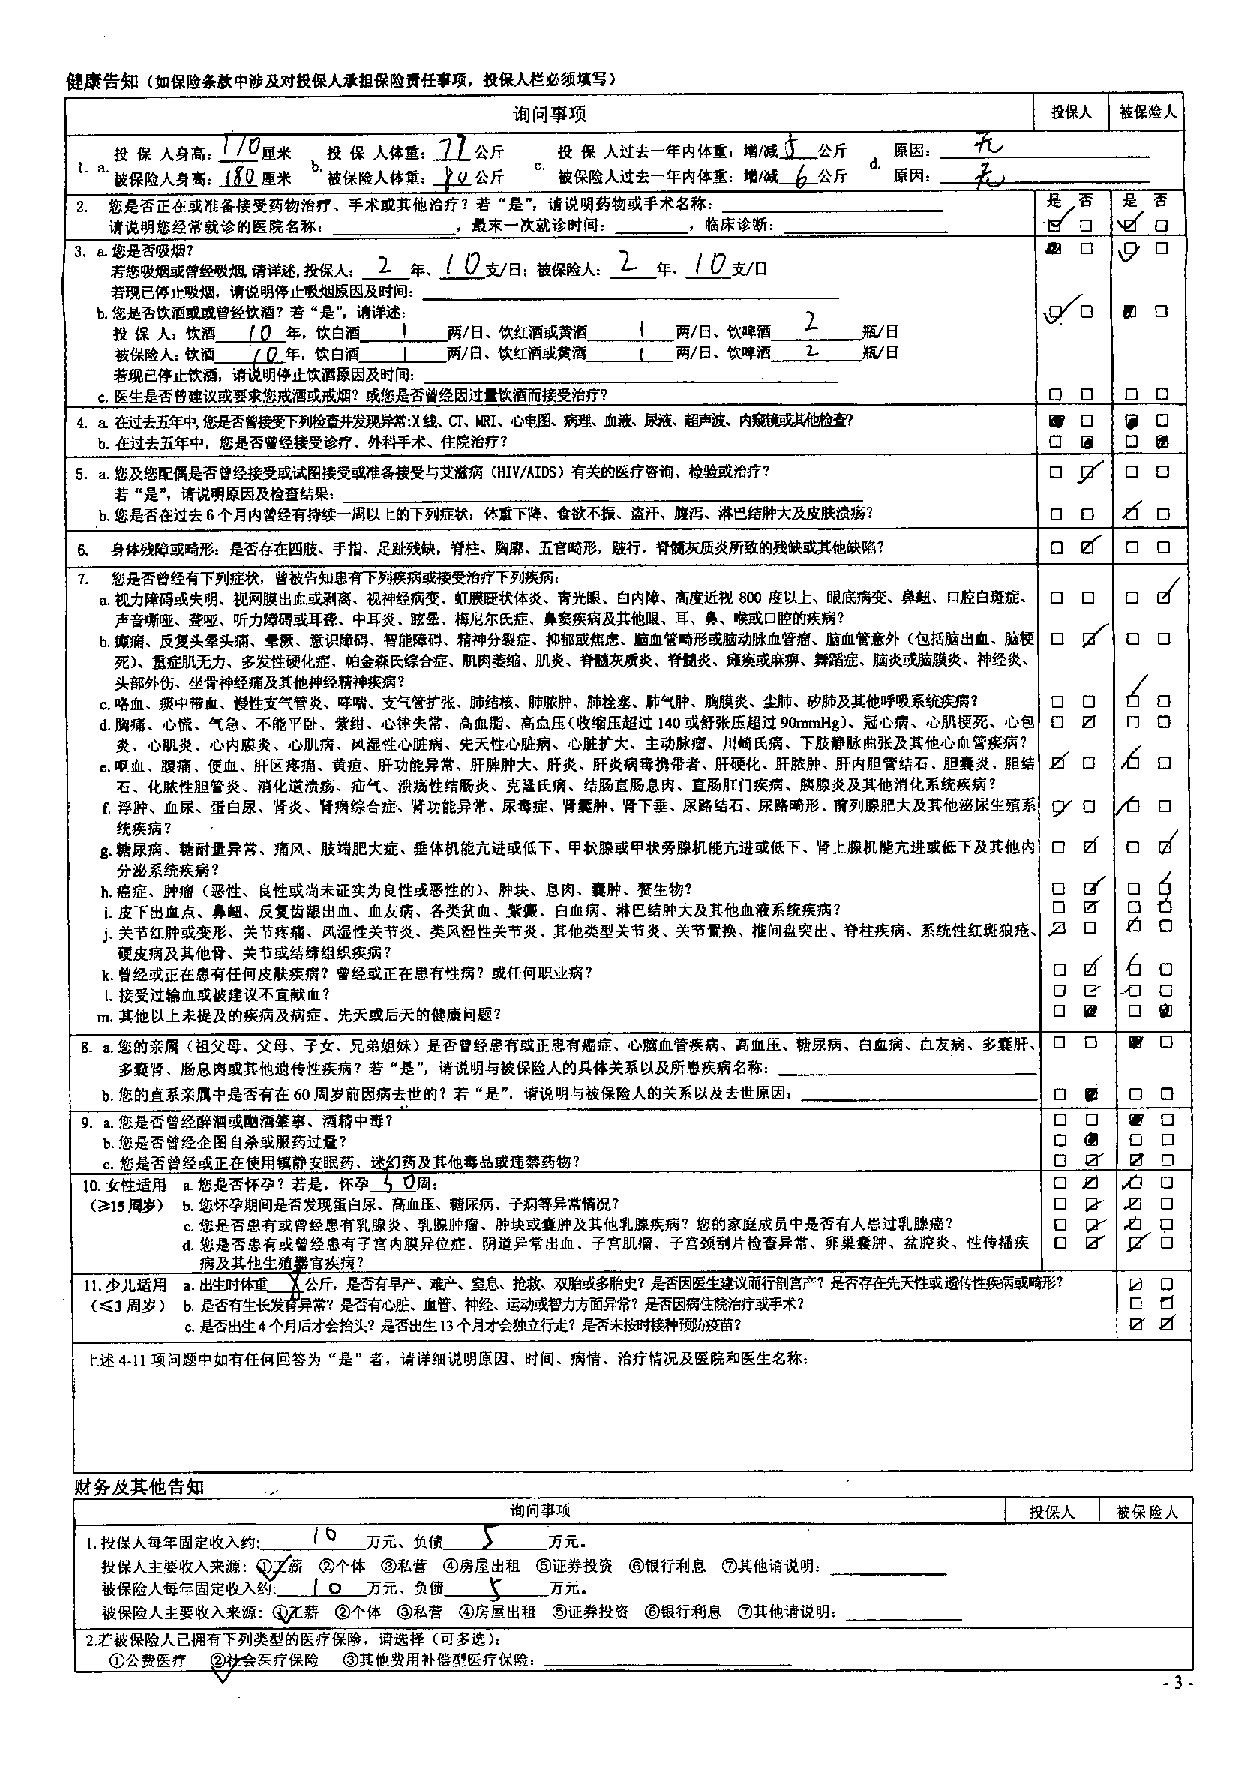 健康告知（如保险条款中涉及对投保人承担保险责任事项，投保人栏必须填写）
询问事项 投保人 被保险人
1. a. 投保人身高：170厘米 b. 投保人体重：77公斤 c. 投保人过去一年内体重：增/减5公斤 d. 原因：无
被保险人身高：180厘米 被保险人体重：80公斤 被保险人过去一年内体重：增/减6公斤 原因：无
2. 您是否正在或准备接受药物治疗、手术或其他治疗？若“是”，请说明药物或手术名称： 是 否 是 否
请说明您经常就诊的医院名称： ，最末一次就诊时间： ，临床诊断： ☑ □ ☑ □
3. a. 您是否吸烟？ ☑ □ ☑ □
若您吸烟或曾经吸烟，请详述，投保人：2年、10支/日；被保险人：2年．10支/日
若现已停止吸烟，请说明停止吸烟原因及时间：
b. 您是否饮酒或或曾经饮酒？若“是”，请详述： ☑ □ ☑ □
投保人：饮酒10年，饮白酒1两/日、饮红酒或黄酒1两/日、饮啤酒2瓶/日
被保险人：饮酒10年，饮白酒1两/日、饮红酒或黄酒1两/日、饮啤酒2瓶/日
若现已停止饮酒，请说明停止饮酒原因及时间：
c. 医生是否曾建议或要求您戒酒或戒烟？或您是否曾经因过量饮酒而接受治疗？ □ □ □ □
4. a. 在过去五年中，您是否曾接受下列检查并发现异常：X线、CT、MRI、心电图、病理、血液、尿液、超声波、内窥镜或其他检查？ ☑ □ ☑ □
b. 在过去五年中，您是否曾经接受诊疗、外科手术、住院治疗？ □ ☑ □ ☑
5. a. 您及您配偶是否曾经接受或试图接受或准备接受与艾滋病（HIV/AIDS）有关的医疗咨询、检验或治疗？ □ ☑ □ □
若“是”，请说明原因及检查结果：
b. 您是否在过去6个月内曾经有持续一周以上的下列症状：体重下降、食欲不振、盗汗、腹泻、淋巴结肿大及皮肤溃疡？ □ □ ☑ □
6. 身体残障或畸形：是否存在四肢、手指、足趾残缺，脊柱、胸廓、五官畸形，跛行，脊髓灰质炎所致的残缺或其他缺陷？ □ ☑ □ □
7. 您是否曾经有下列症状，曾被告知患有下列疾病或接受治疗下列疾病：
a. 视力障碍或失明、视网膜出血或剥离、视神经病变、虹膜睫状体炎、青光眼、白内障、高度近视800度以上、眼底病变、鼻衄、口腔白斑症、 □ □ □ ☑
声音嘶哑、聋哑、听力障碍或耳聋、中耳炎、眩晕、梅尼尔氏症、鼻窦疾病及其他眼、耳、鼻、喉或口腔的疾病？
b. 癫痫、反复头晕头痛、晕厥、意识障碍、智能障碍、精神分裂症、抑郁或焦虑、脑血管畸形或脑动脉血管瘤、脑血管意外（包括脑出血、脑梗 □ ☑ □ □
死）、重症肌无力、多发性硬化症、帕金森氏综合症、肌肉萎缩、肌炎、脊髓灰质炎、脊髓炎、瘫痪或麻痹、舞蹈症、脑炎或脑膜炎、神经炎、
头部外伤、坐骨神经痛及其他神经精神疾病？
c. 咯血、痰中带血、慢性支气管炎、哮喘、支气管扩张、肺结核、肺脓肿、肺栓塞、肺气肿、胸膜炎、尘肺、矽肺及其他呼吸系统疾病？ □ □ ☑ □
d. 胸痛、心慌、气急、不能平卧、紫绀、心律失常、高血脂、高血压（收缩压超过140或舒张压超过90mmHg）、冠心病、心肌梗死、心包 □ ☑ □ □
炎、心肌炎、心内膜炎、心肌病、风湿性心脏病、先天性心脏病、心脏扩大、主动脉瘤、川崎氏病、下肢静脉曲张及其他心血管疾病？
e. 呕血、腹痛、便血、肝区疼痛、黄疸、肝功能异常、肝脾肿大、肝炎、肝炎病毒携带者、肝硬化、肝脓肿、肝内胆管结石、胆囊炎、胆结 ☑ □ ☑ □
石、化脓性胆管炎、消化道溃疡、疝气、溃疡性结肠炎、克隆氏病、结肠直肠息肉、直肠肛门疾病、胰腺炎及其他消化系统疾病？
f. 浮肿、血尿、蛋白尿、肾炎、肾病综合症、肾功能异常、尿毒症、肾囊肿、肾下垂、尿路结石、尿路畸形、前列腺肥大及其他泌尿生殖系 ☑ □ ☑ □
统疾病？
g. 糖尿病、糖耐量异常、痛风、肢端肥大症、垂体机能亢进或低下、甲状腺或甲状旁腺机能亢进或低下、肾上腺机能亢进或低下及其他内 □ ☑ □ ☑
分泌系统疾病？
h. 癌症、肿瘤（恶性、良性或尚未证实为良性或恶性的）、肿块、息肉、囊肿、赘生物？ □ ☑ □ ☑
i. 皮下出血点、鼻衄、反复齿龈出血、血友病、各类贫血、紫癜、白血病、淋巴结肿大及其他血液系统疾病？ □ ☑ □ ☑
j. 关节红肿或变形、关节疼痛、风湿性关节炎、类风湿性关节炎、其他类型关节炎、关节置换、椎间盘突出、脊柱疾病、系统性红斑狼疮、 ☑ □ ☑ □
硬皮病及其他骨、关节或结缔组织疾病？
k. 曾经或正在患有任何皮肤疾病？曾经或正在患有性病？或任何职业病？ □ ☑ ☑ □
l. 接受过输血或被建议不宜献血？ □ ☑ ☑ □
m. 其他以上未提及的疾病及病症、先天或后天的健康问题？ □ ☑ □ ☑
8. a. 您的亲属（祖父母、父母、子女、兄弟姐妹）是否曾经患有或正患有癌症、心脑血管疾病、高血压、糖尿病、白血病、血友病、多囊肝、 □ □ ☑ □
多囊肾、肠息肉或其他遗传性疾病？若“是”，请说明与被保险人的具体关系以及所患疾病名称：
b. 您的直系亲属中是否有在60周岁前因病去世的？若“是”，请说明与被保险人的关系以及去世原因： □ ☑ □ □
9. a. 您是否曾经醉酒或酗酒肇事、酒精中毒？ □ □ ☑ □
b. 您是否曾经企图自杀或服药过量？ □ ☑ □ □
c. 您是否曾经或正在使用镇静安眠药、迷幻药及其他毒品或违禁药物？ □ ☑ ☑ □
10. 女性适用 a. 您是否怀孕？若是，怀孕50周； □ ☑ ☑ □
（≥15周岁） b. 您怀孕期间是否发现蛋白尿、高血压、糖尿病、子痫等异常情况？ □ ☑ ☑ □
c. 您是否患有或曾经患有乳腺炎、乳腺肿瘤、肿块或囊肿及其他乳腺疾病？您的家庭成员中是否有人患过乳腺癌？ □ ☑ ☑ □
d. 您是否患有或曾经患有子宫内膜异位症、阴道异常出血、子宫肌瘤、子宫颈刮片检查异常、卵巢囊肿、盆腔炎、性传播疾 □ ☑ ☑ □
病及其他生殖器官疾病？
11. 少儿适用 a. 出生时体重 公斤，是否有早产、难产、窒息、抢救、双胎或多胎史？是否因医生建议而行剖宫产？是否存在先天性或遗传性疾病或畸形？ ☑ □
（≤3周岁） b. 是否有生长发育异常？是否有心脏、血管、神经、运动或智力方面异常？是否因病住院治疗或手术？ □ ☑
c. 是否出生4个月后才会抬头？是否出生13个月才会独立行走？是否未按时接种预防疫苗？ ☑ ☑
上述4-11项问题中如有任何回答为“是”者，请详细说明原因、时间、病情、治疗情况及医院和医生名称：
财务及其他告知
询问事项 投保人 被保险人
1. 投保人每年固定收入约：10万元、负债5万元。
投保人主要收入来源：①工薪 ②个体 ③私营 ④房屋出租 ⑤证券投资 ⑥银行利息 ⑦其他请说明：
被保险人每年固定收入约：10万元、负债5万元。
被保险人主要收入来源：①工薪 ②个体 ③私营 ④房屋出租 ⑤证券投资 ⑥银行利息 ⑦其他请说明：
2. 若被保险人已拥有下列类型的医疗保险，请选择（可多选）：
①公费医疗 ②社会医疗保险 ③其他费用补偿型医疗保险：
- 3 -